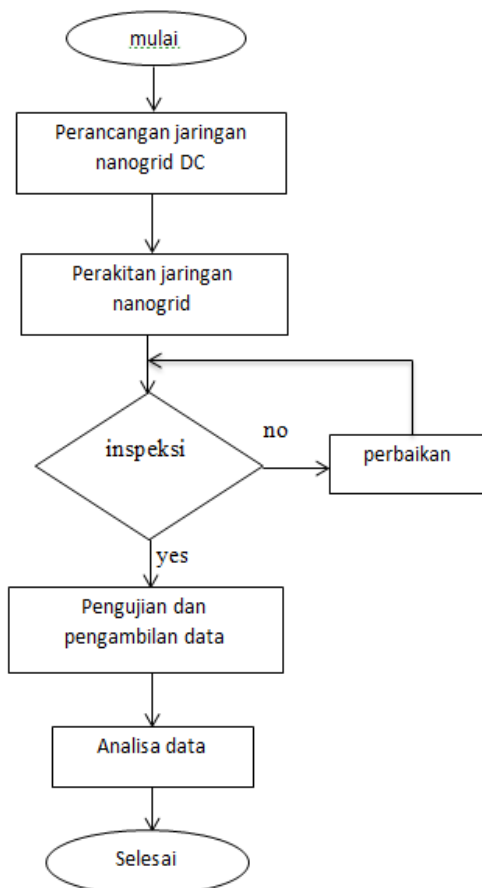 mulai
Perancangan jaringan
nanogrid DC
Perakitan jaringan
nanogrid
inspeksi
no
perbaikan
yes
Pengujian dan
pengambilan data
Analisa data
Selesai